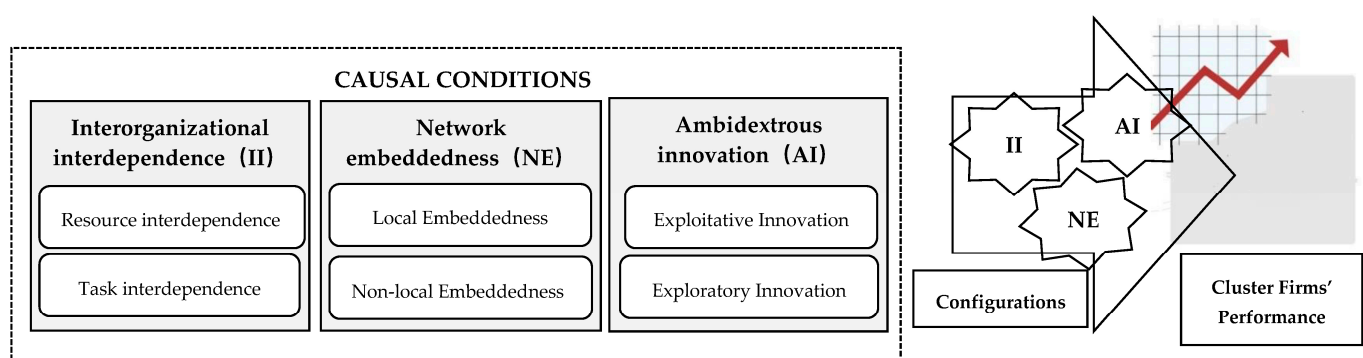 CAUSAL CONDITIONS
Interorganizational
interdependence（II）
Resource interdependence
Task interdependence
Network
embeddedness（NE）
Local Embeddedness
Non-local Embeddedness
Ambidextrous
innovation（AI）
Exploitative Innovation
Exploratory Innovation
II
AI
NE
Configurations
Cluster Firms’
Performance